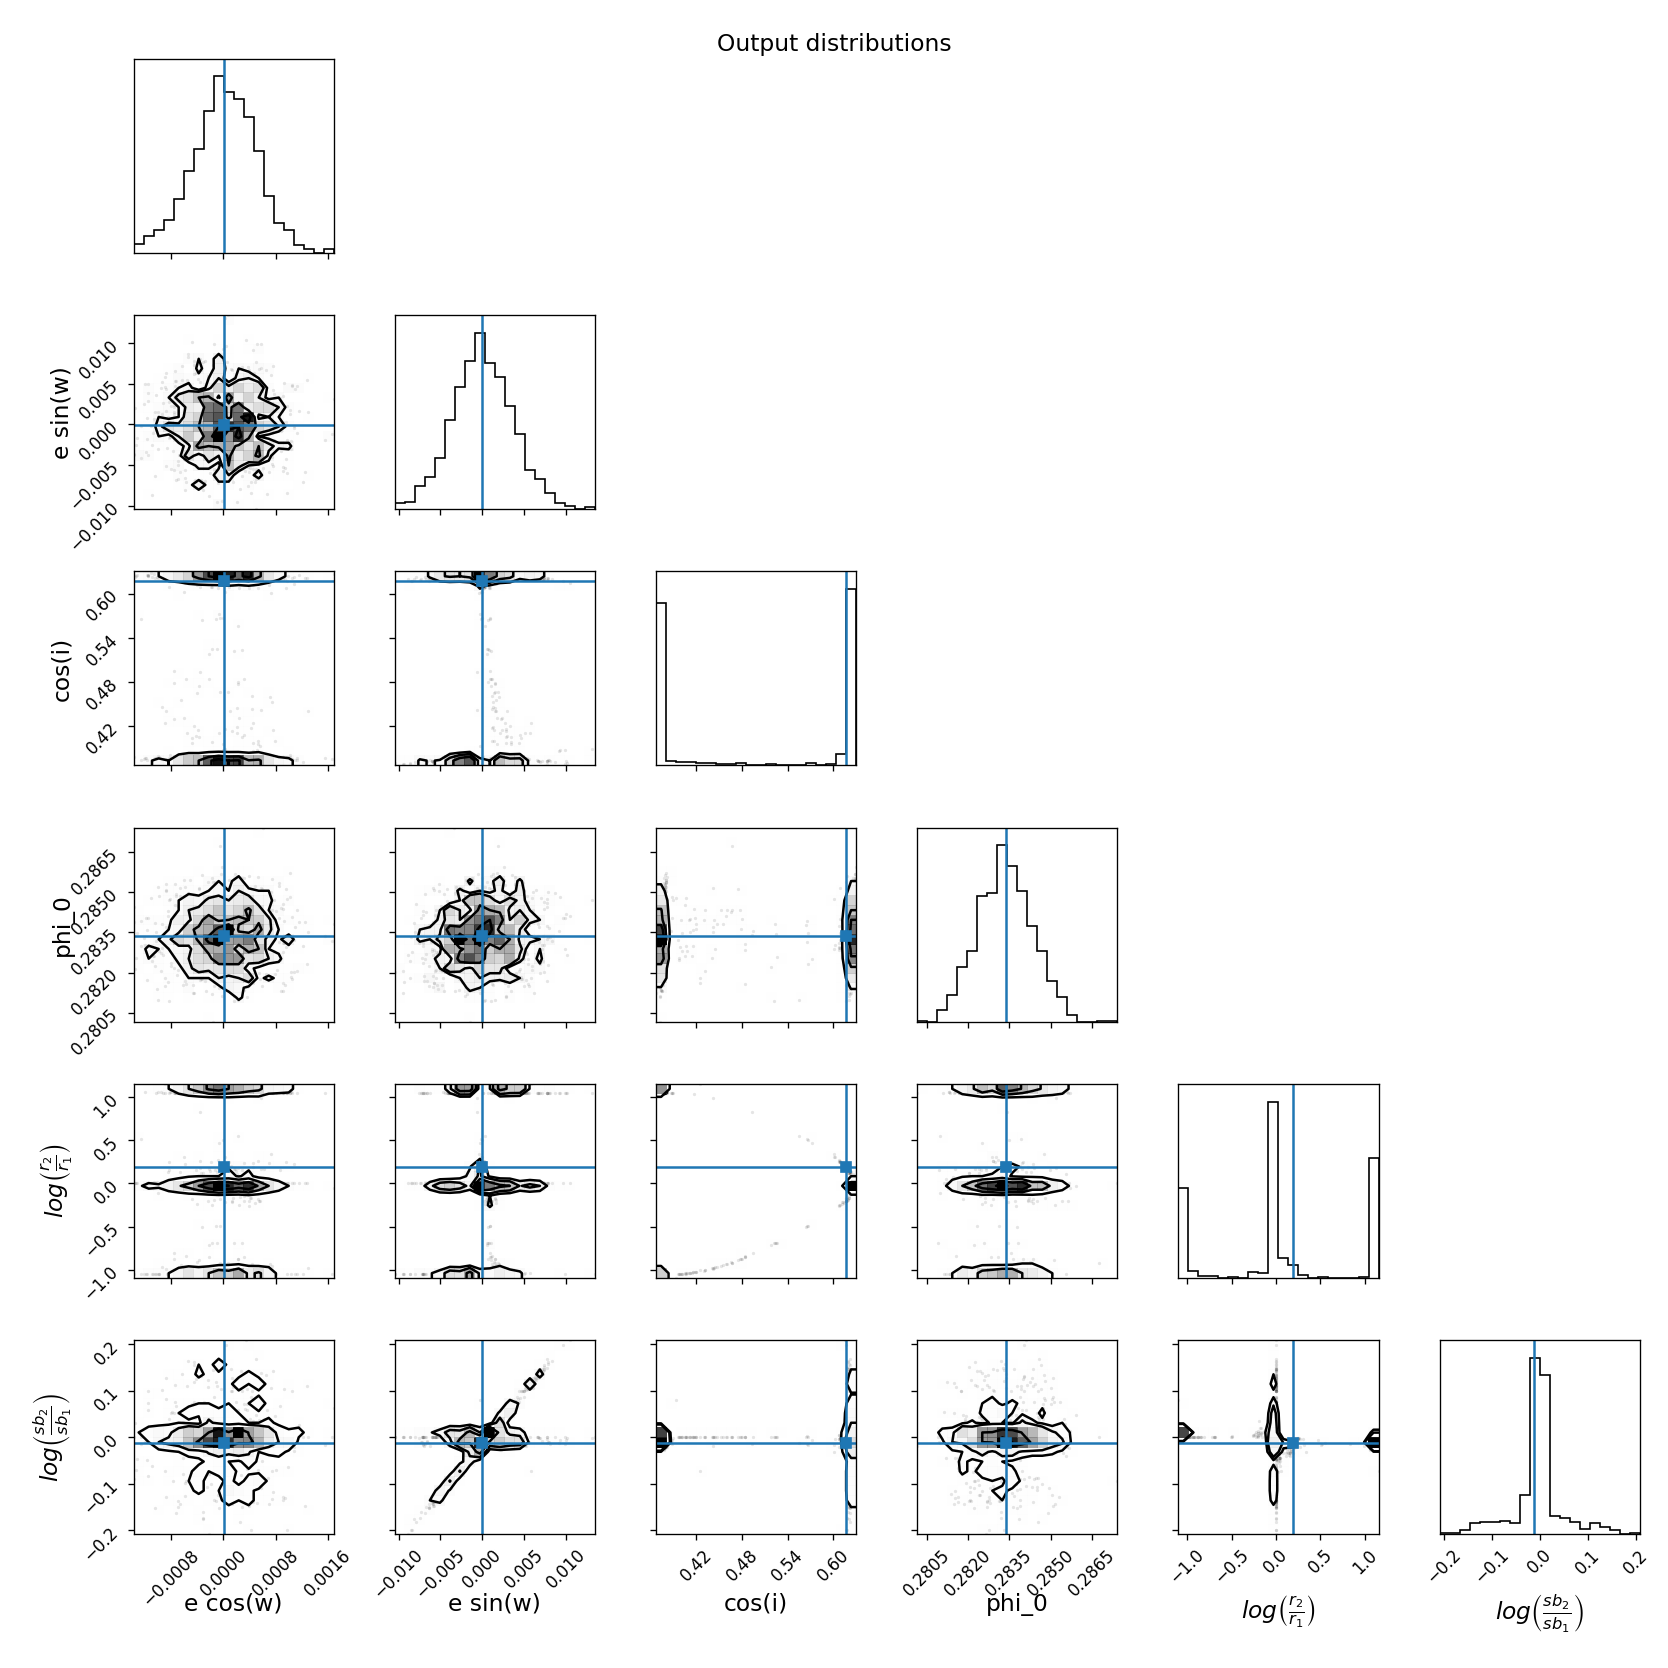 Output distributions
e sin(w)
0.010
0.005
0.000
−0.005
−0.010
cos(i)
0.60
0.54
0.48
0.42
phi_0
0.2865
0.2850
0.2835
0.2820
0.2805
log(r₂/r₁)
1.0
0.5
0.0
−0.5
−1.0
log(sb₂/sb₁)
0.2
0.1
0.0
−0.1
−0.2
−0.0008 0.0000 0.0008 0.0016
−0.010 −0.005 0.000 0.005 0.010
0.42 0.48 0.54 0.60
0.2805 0.2820 0.2835 0.2850 0.2865
−1.0 −0.5 0.0 0.5 1.0
−0.2 −0.1 0.0 0.1 0.2
e cos(w) e sin(w) cos(i) phi_0 log(r₂/r₁) log(sb₂/sb₁)